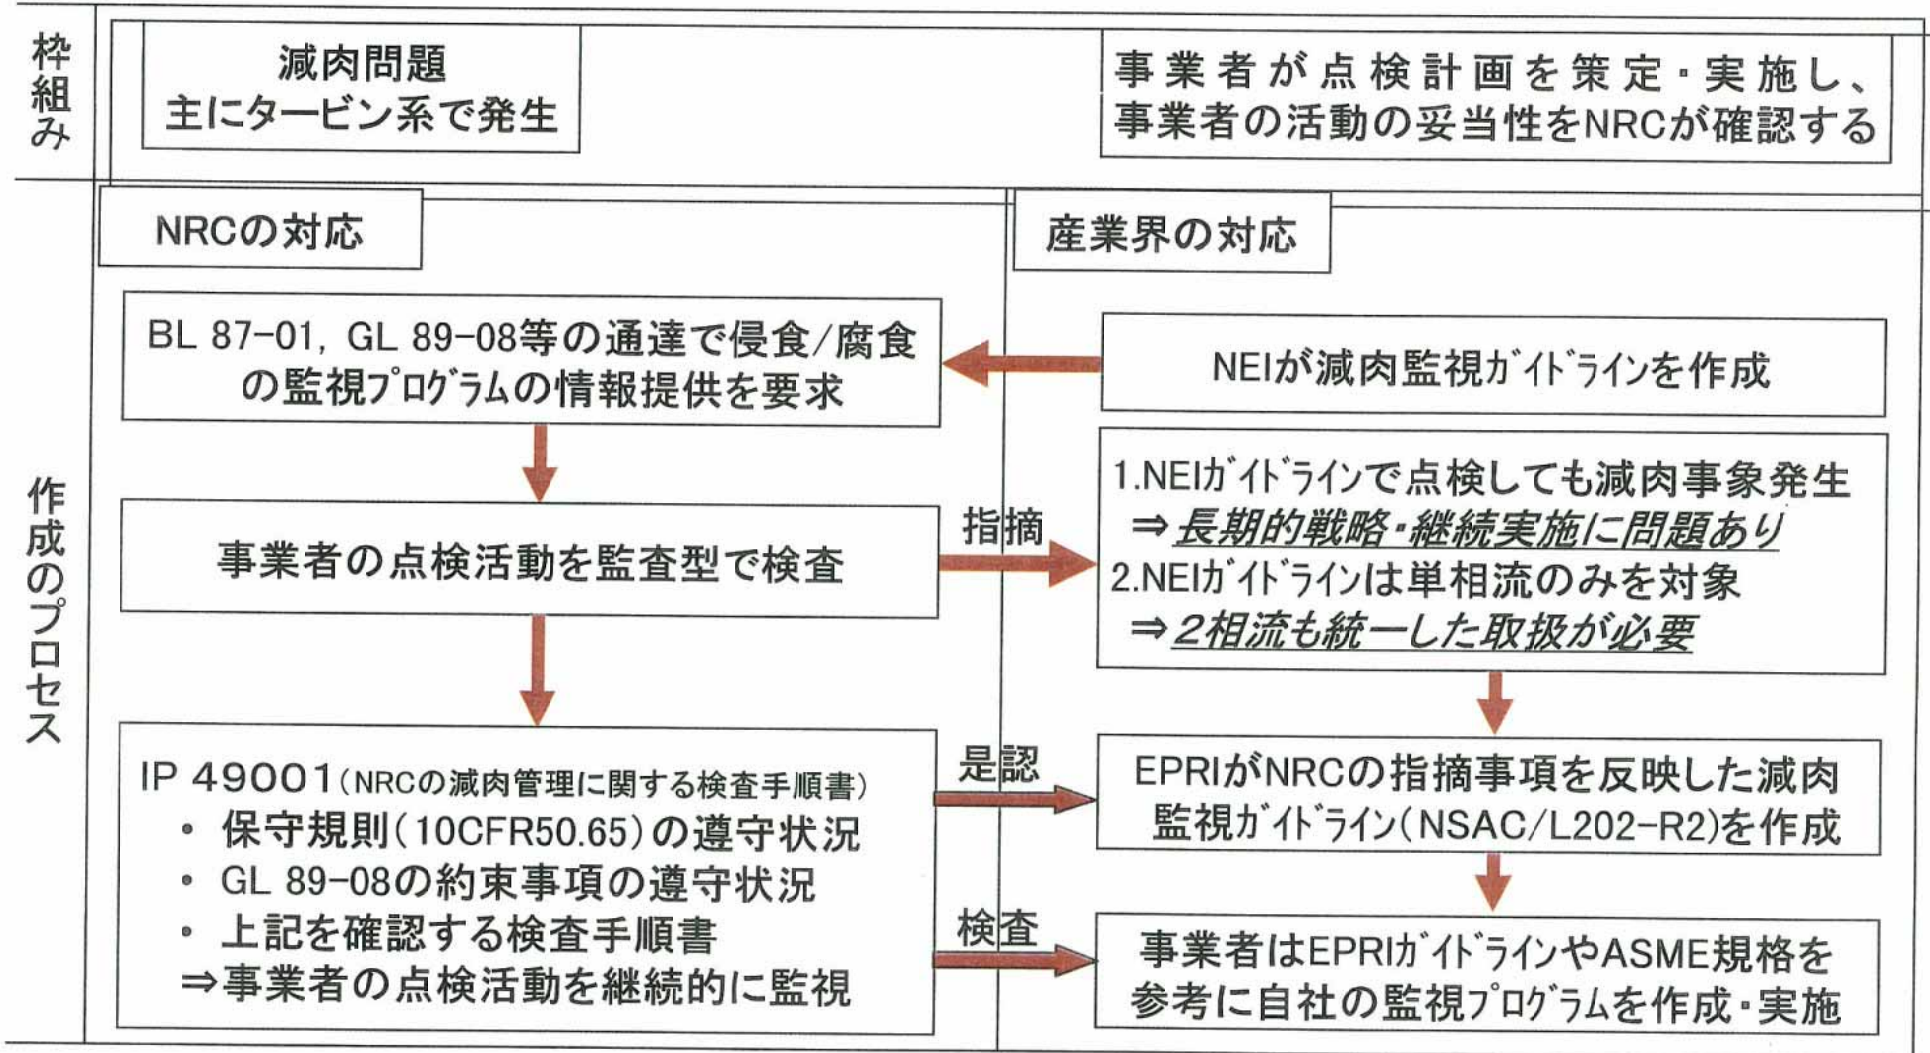 枠組み
減肉問題
主にタービン系で発生
事業者が点検計画を策定・実施し、
事業者の活動の妥当性をNRCが確認する
作成のプロセス
NRCの対応
産業界の対応
BL 87-01, GL 89-08等の通達で侵食/腐食
の監視プログラムの情報提供を要求
NEIが減肉監視ガイドラインを作成
事業者の点検活動を監査型で検査
指摘
1.NEIガイドラインで点検しても減肉事象発生
⇒長期的戦略・継続実施に問題あり
2.NEIガイドラインは単相流のみを対象
⇒2相流も統一した取扱が必要
IP 49001(NRCの減肉管理に関する検査手順書)
・ 保守規則(10CFR50.65)の遵守状況
・ GL 89-08の約束事項の遵守状況
・ 上記を確認する検査手順書
⇒事業者の点検活動を継続的に監視
是認
EPRIがNRCの指摘事項を反映した減肉
監視ガイドライン(NSAC/L202-R2)を作成
検査
事業者はEPRIガイドラインやASME規格を
参考に自社の監視プログラムを作成・実施